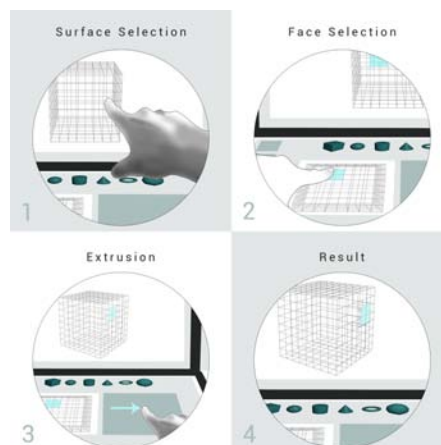 Surface Selection
Face Selection
1
2
Extrusion
Result
3
4